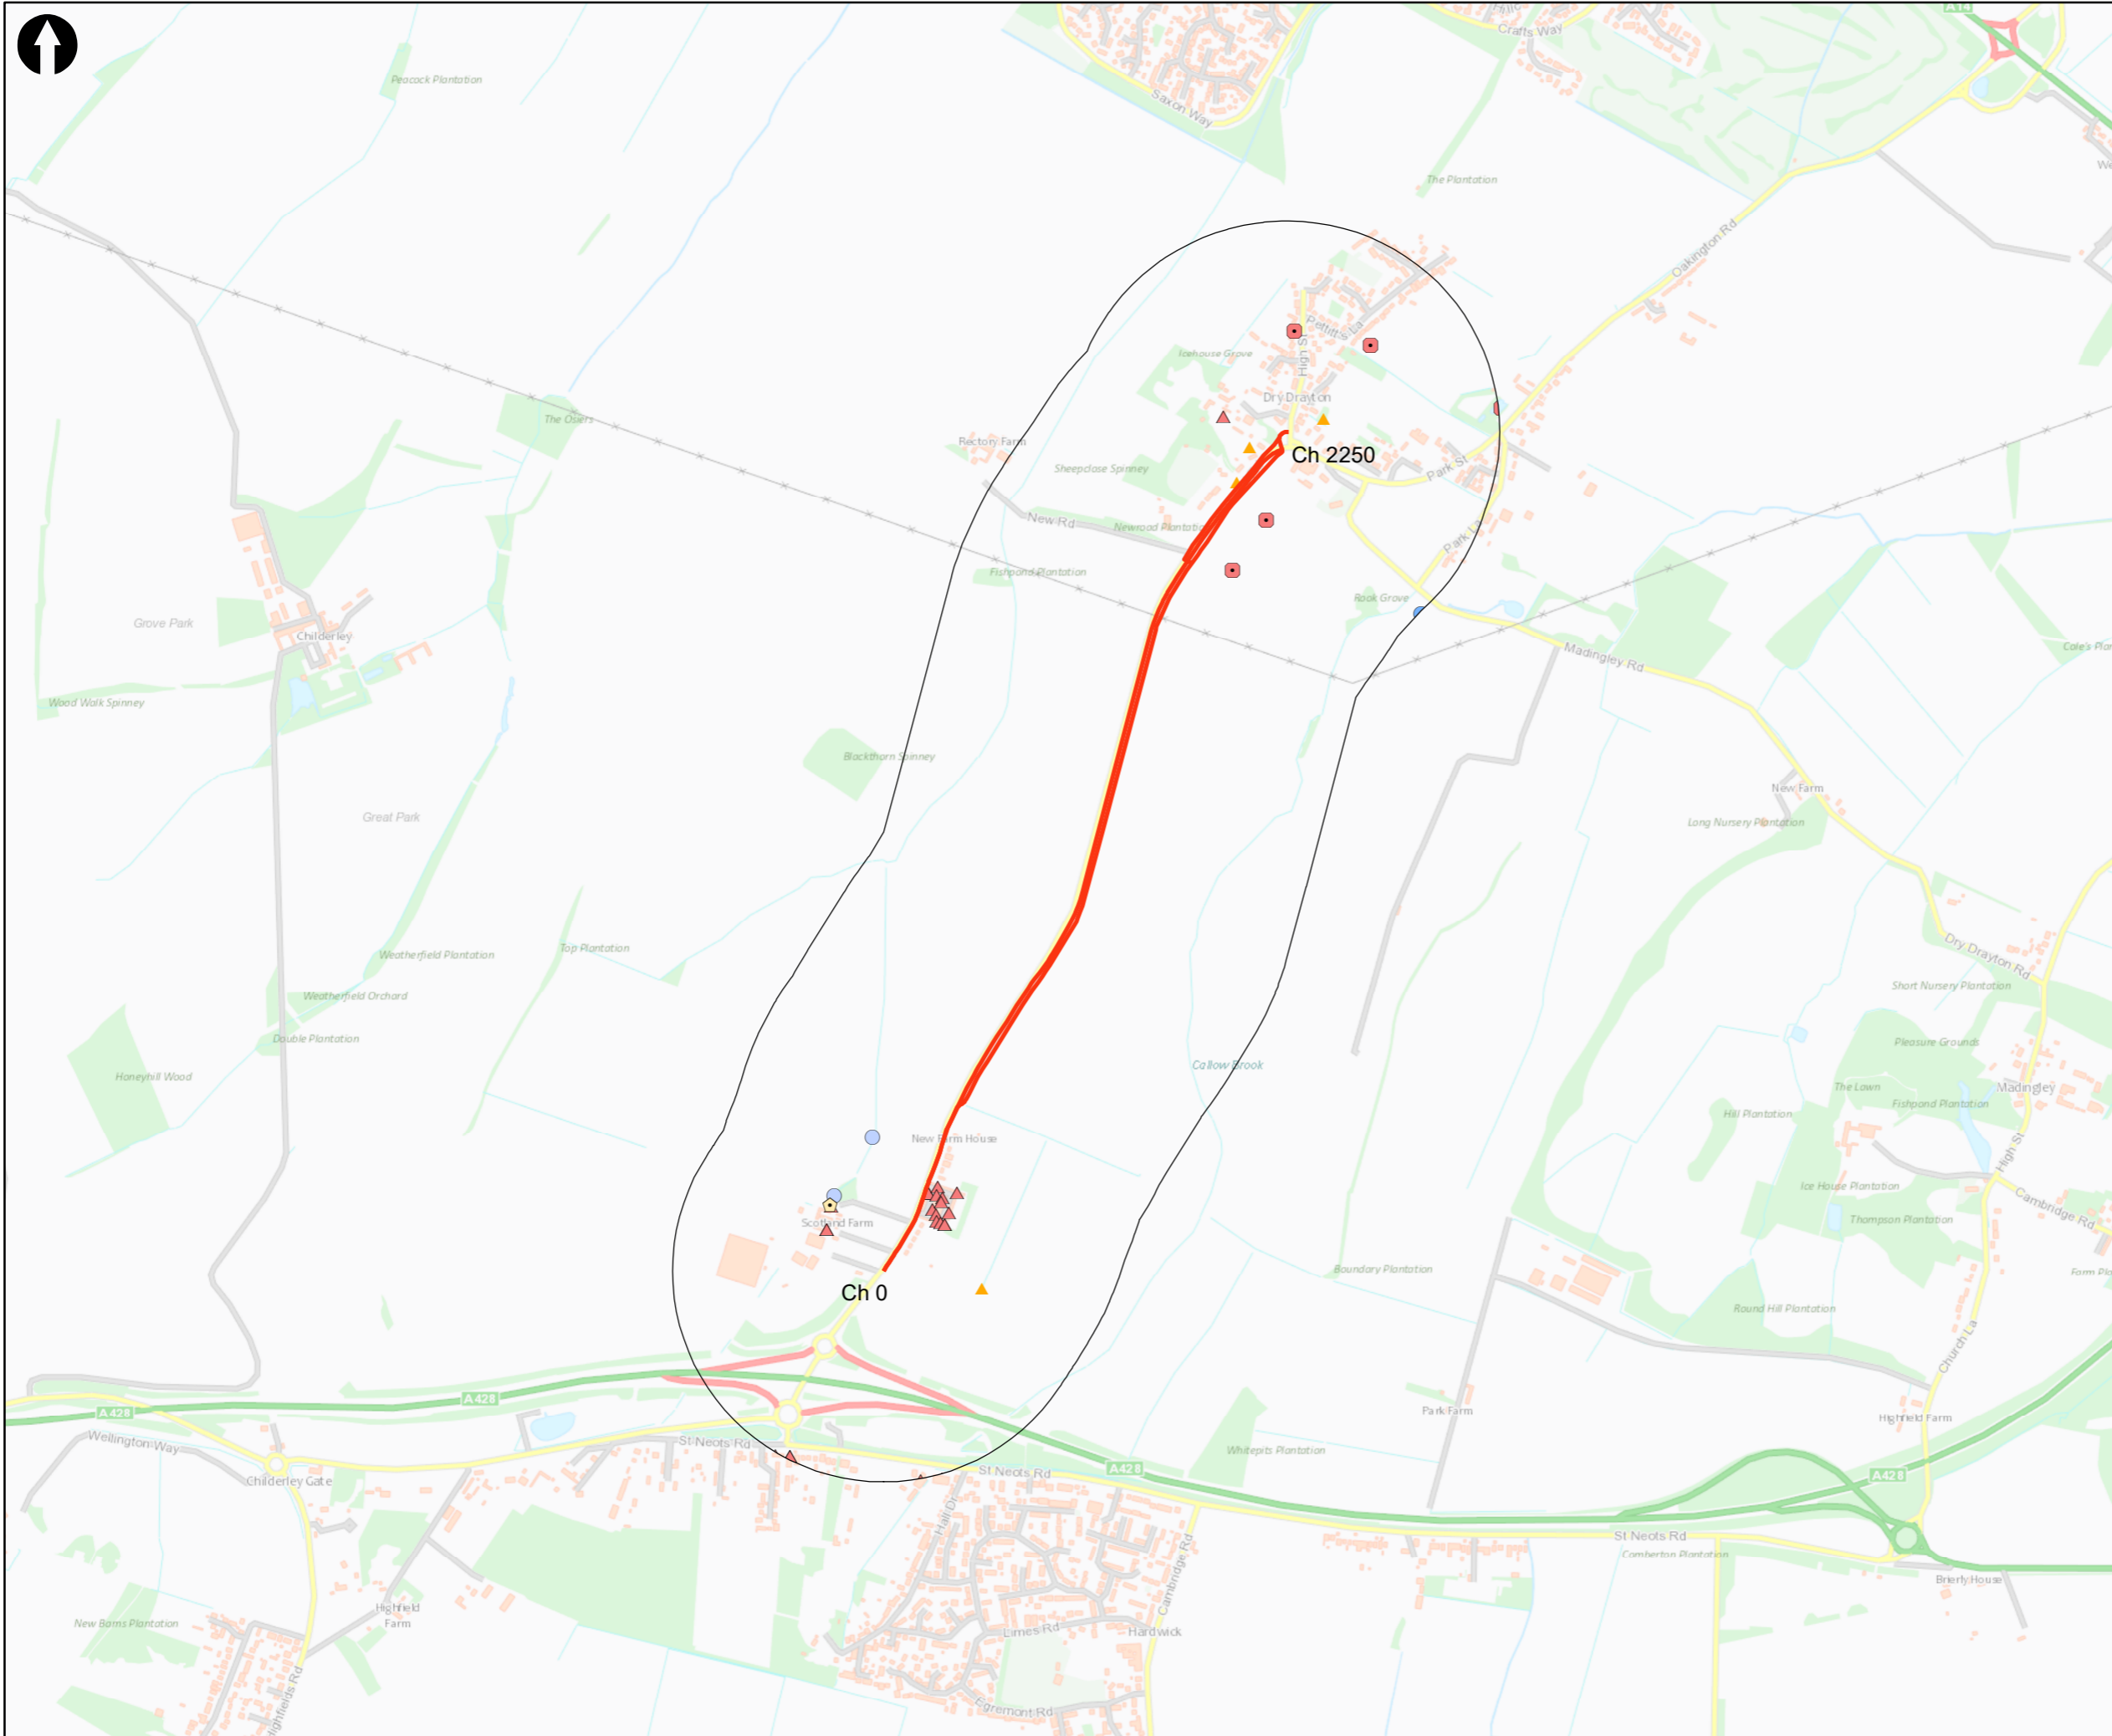 A14
Crafts Way
Peacock Plantation
Saxon Way
The Plantation
Oakington Rd
Pettitt's La
High St
Icehouse Grove
Dry Drayton
The Osiers
Rectory Farm
Ch 2250
Sheepclose Spinney
Park St
New Rd
Newroad Plantation
Park La
Fishpond Plantation
Rook Grove
Grove Park
Childerley
Madingley Rd
Wood Walk Spinney
Blackthorn Spinney
New Farm
Great Park
Long Nursery Plantation
Top Plantation
Weatherfield Plantation
Dry Drayton Rd
Short Nursery Plantation
Weatherfield Orchard
Double Plantation
Pleasure Grounds
Callow Brook
Honeyhill Wood
The Lawn
Madingley
Fishpond Plantation
Hill Plantation
New Farm House
High St
Ice House Plantation
Cambridge Rd
Thompson Plantation
Scotland Farm
Boundary Plantation
Ch 0
Round Hill Plantation
Church La
A428
A428
Park Farm
Highfield Farm
Wellington Way
St Neots Rd
Whitepits Plantation
A428
St Neots Rd
A428
Childerley Gate
Hall Dr
Cambridge Rd
St Neots Rd
Comberton Plantation
Brierly House
Highfield
Farm
New Barns Plantation
Limes Rd
Hardwick
Highfields Rd
Egremont Rd